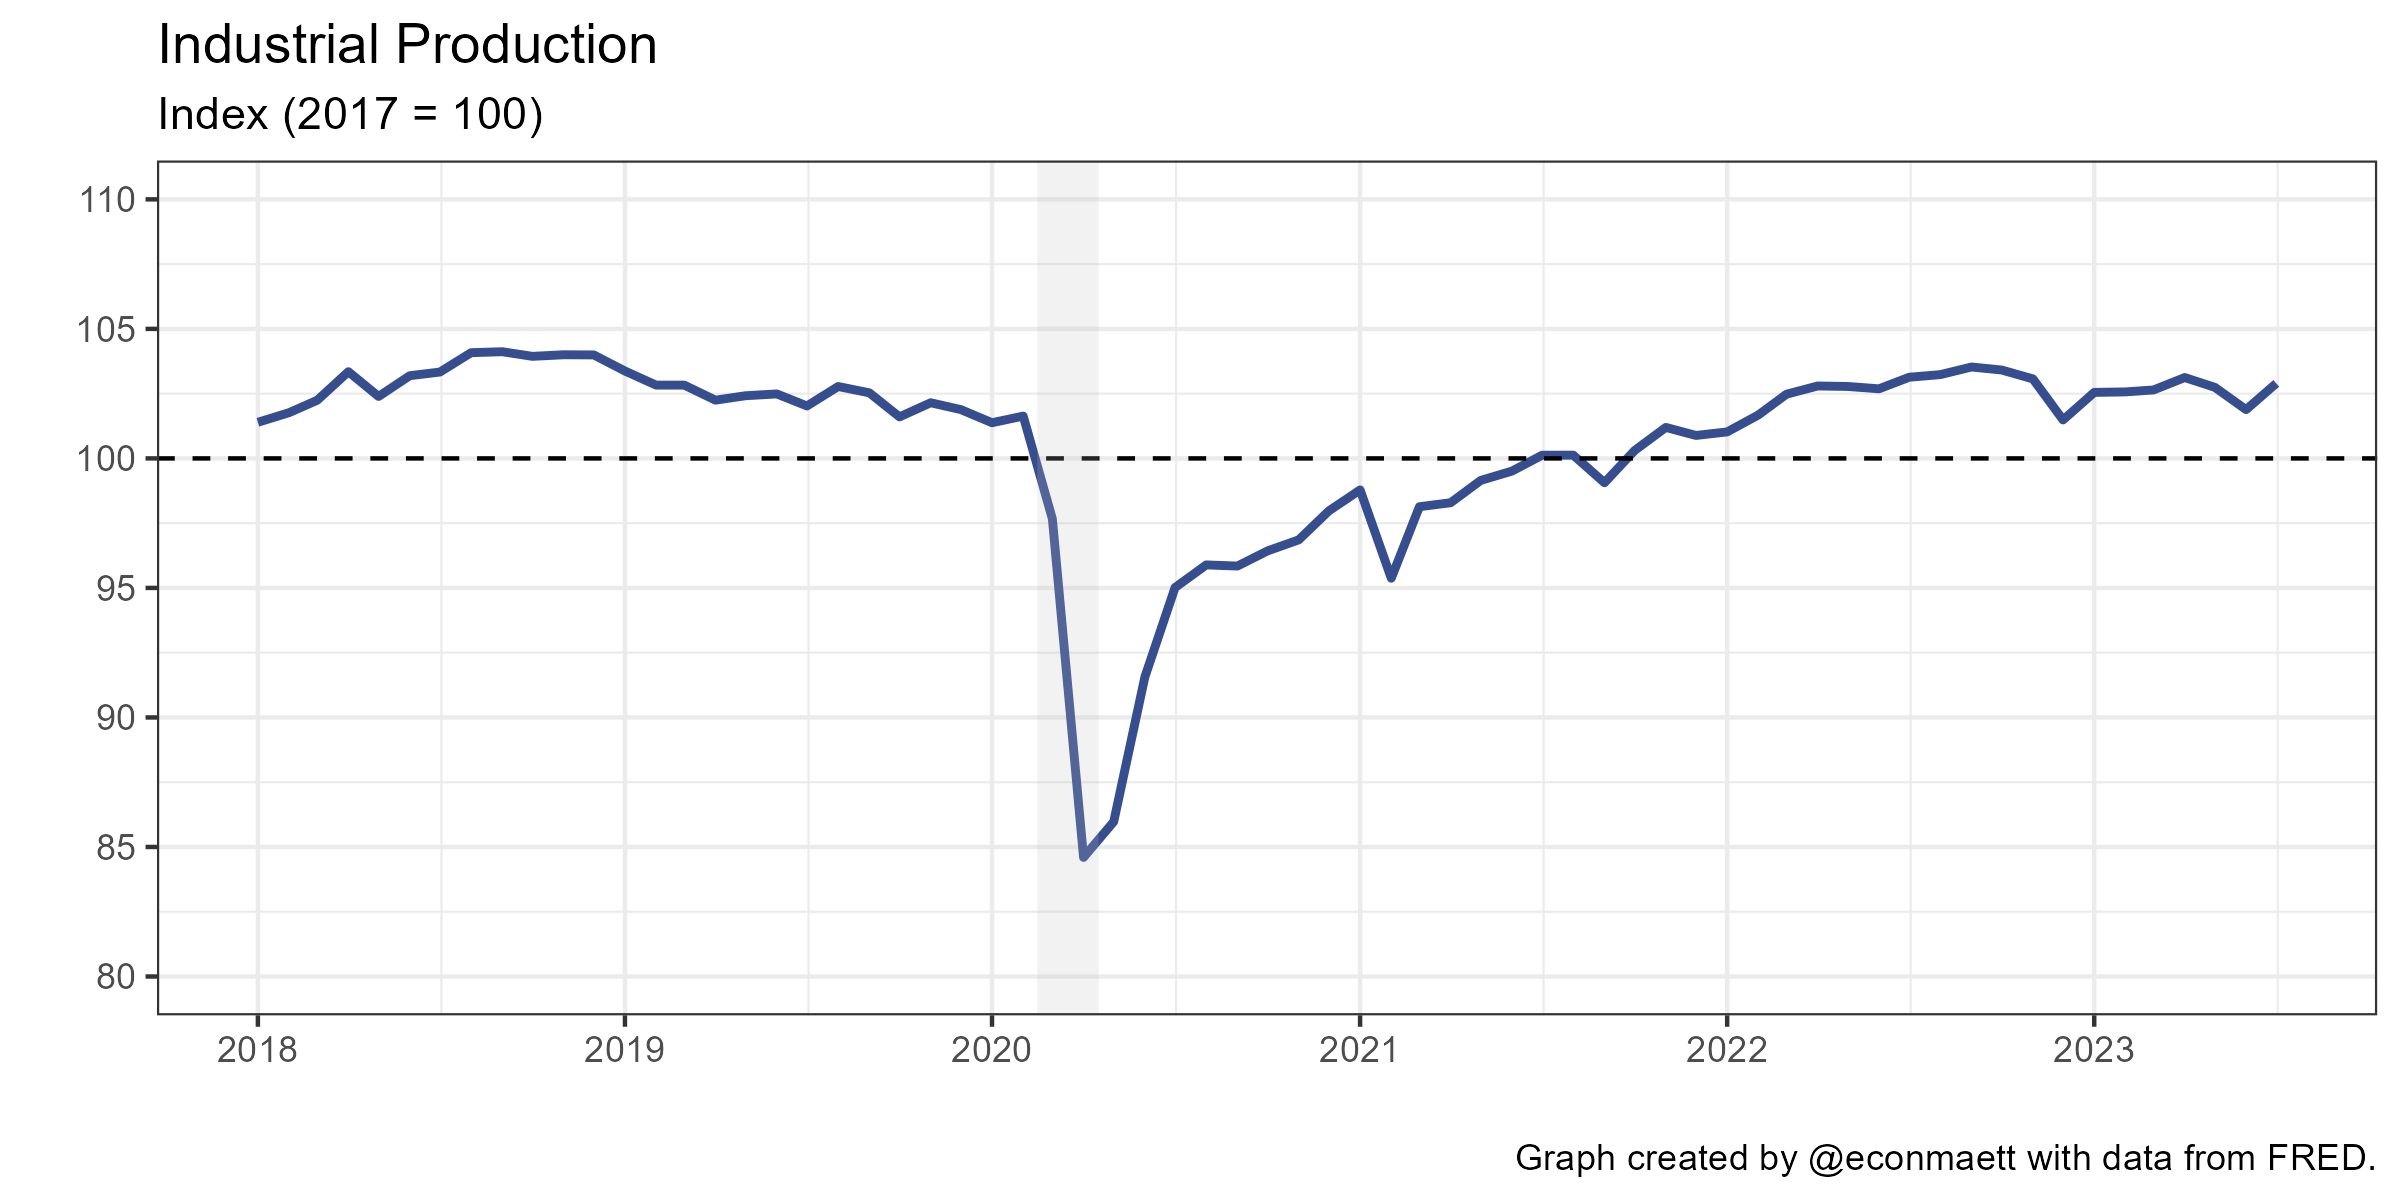 Industrial Production
Index (2017 = 100)
110
105
100
95
90
85
80
2018 2019 2020 2021 2022 2023
Graph created by @econmaett with data from FRED.